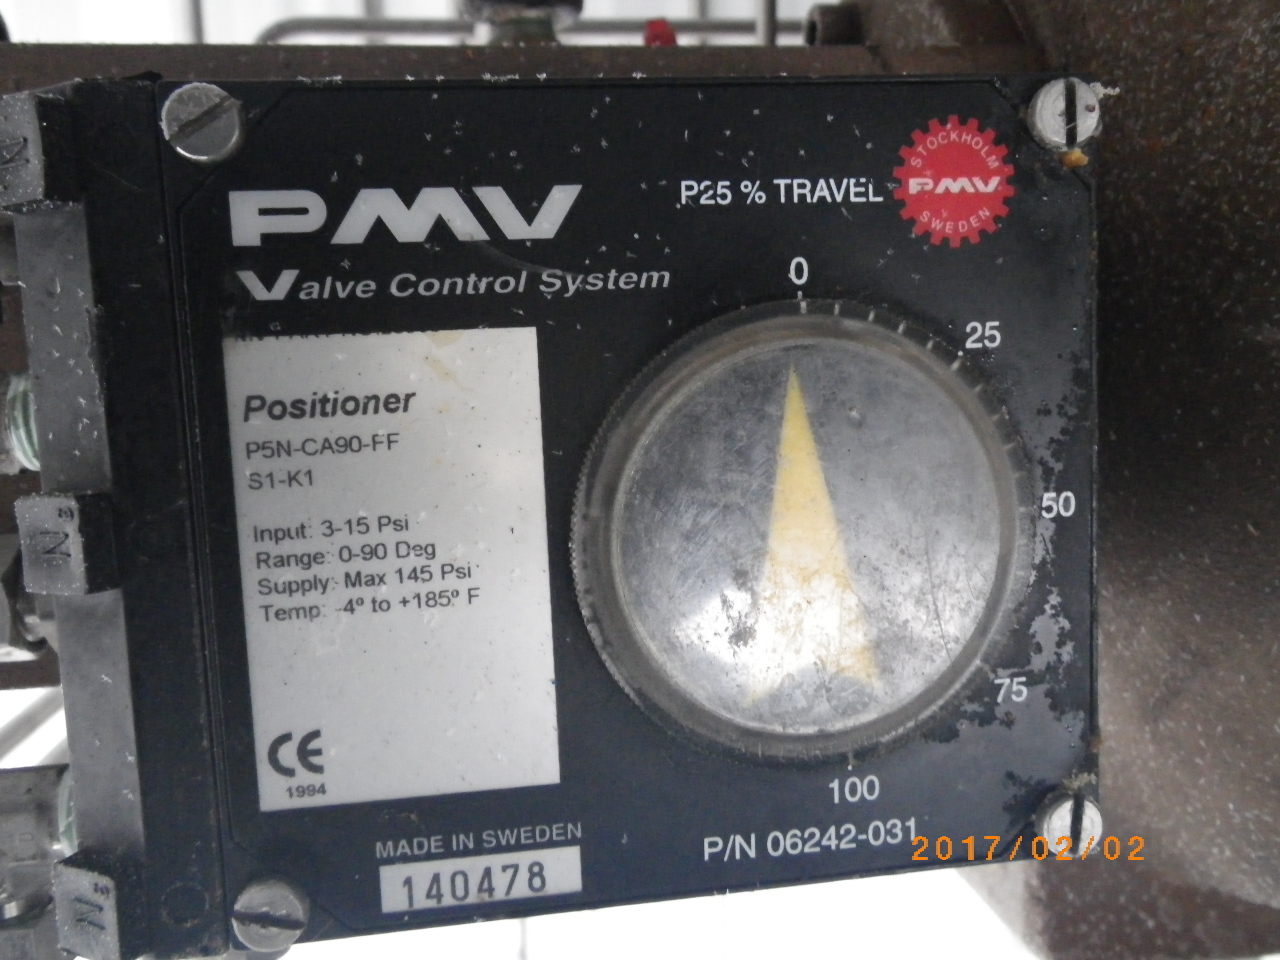 PMV
Valve Control System
P25 % TRAVEL
STOCKHOLM
PMV
SWEDEN
0
25
50
75
100
Positioner
P5N-CA90-FF
S1-K1
Input: 3-15 Psi
Range: 0-90 Deg
Supply: Max 145 Psi
Temp: -4º to +185º F
CE
1994
MADE IN SWEDEN
140478
P/N 06242-031
2017/02/02
N
N
N